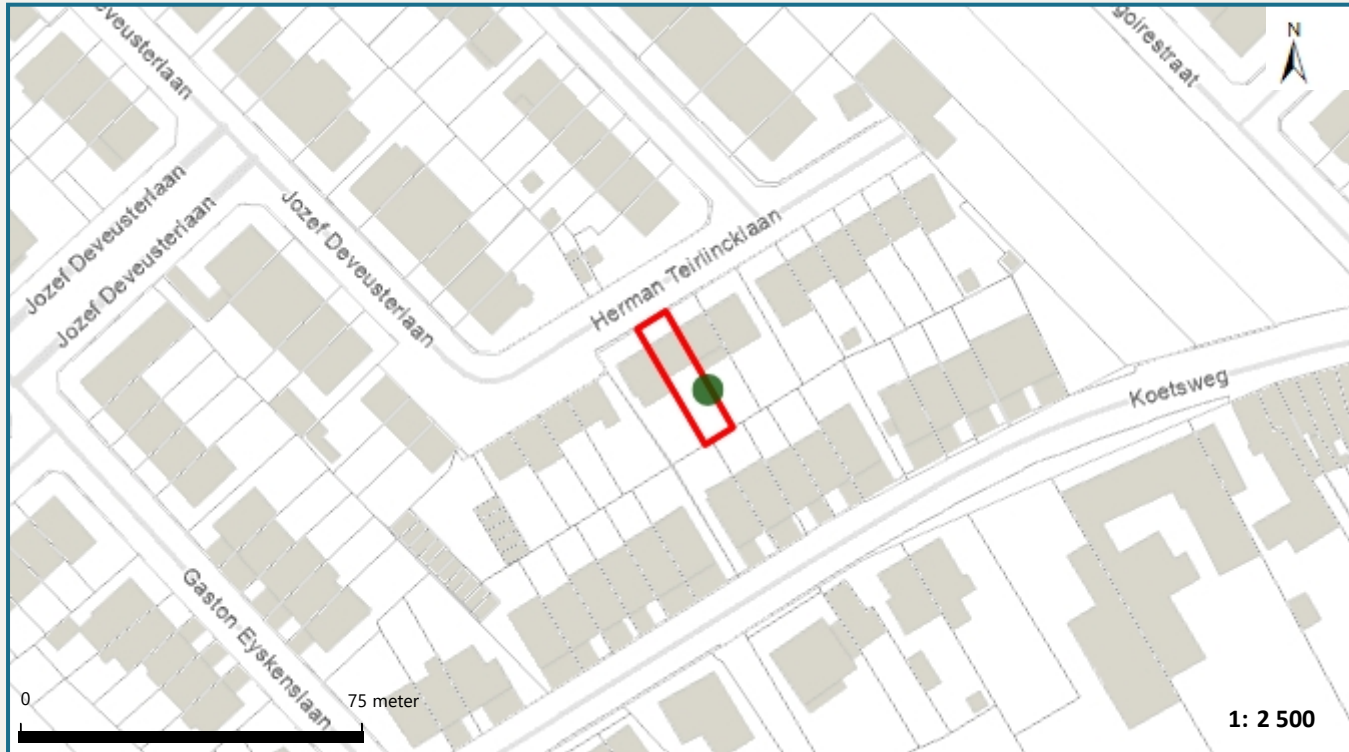 Deveusterlaan
goirestraat
N
Jozef Deveusterlaan
Jozef Deveusterlaan
Jozef Deveusterlaan
Herman Teirlincklaan
Koetsweg
Gaston Eyskenslaan
0 75 meter
1: 2 500